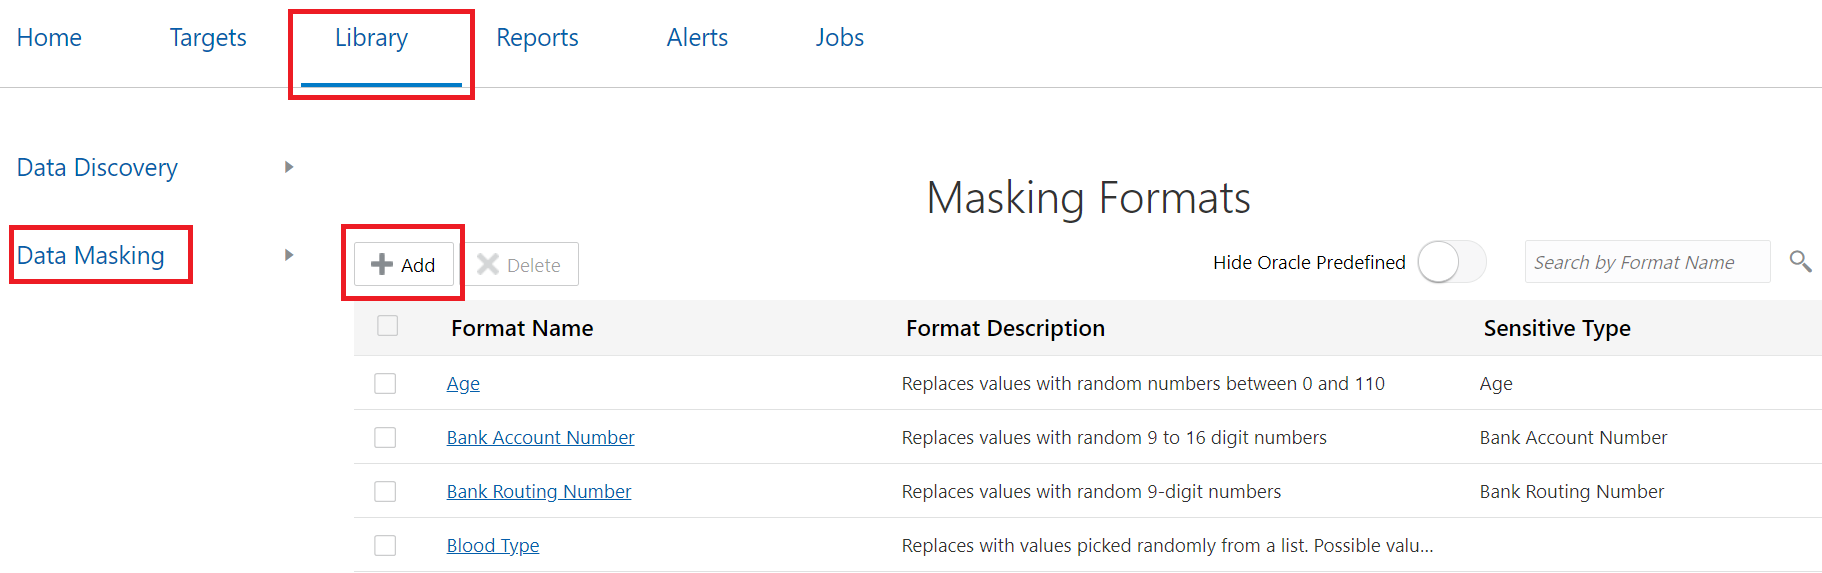 Home Targets Library Reports Alerts Jobs
Data Discovery
Masking Formats
Data Masking
Add Delete Hide Oracle Predefined Search by Format Name
Format Name Format Description Sensitive Type
Age Replaces values with random numbers between 0 and 110 Age
Bank Account Number Replaces values with random 9 to 16 digit numbers Bank Account Number
Bank Routing Number Replaces values with random 9-digit numbers Bank Routing Number
Blood Type Replaces with values picked randomly from a list. Possible valu...